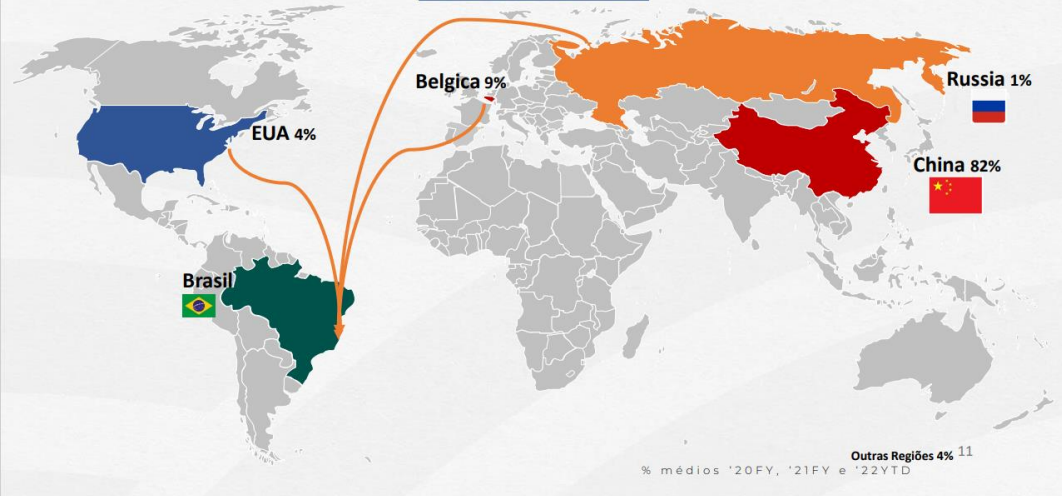 Belgica 9%
Russia 1%
EUA 4%
China 82%
Brasil
Outras Regiões 4% 11
% médios '20FY, '21FY e '22YTD